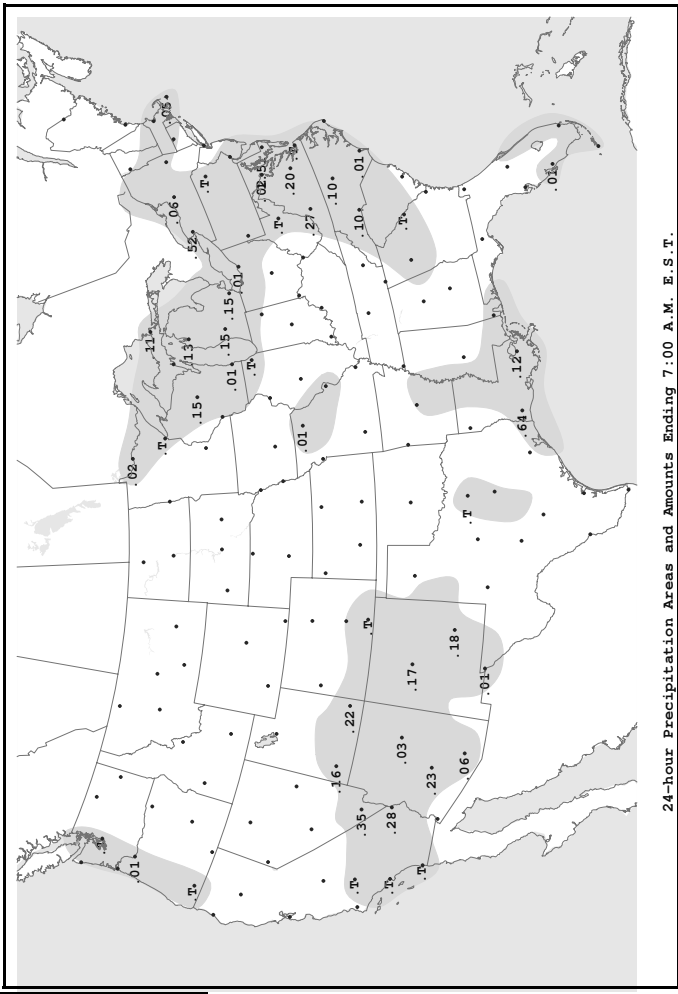 .T
.02
.01
.11
.T
.05
.06
.13
.T
.52
.15
.T
.15
.15
.01
.01
.T
.02
.T
.20
.T
.01
.27
.10
.16
.22
.T
.10
.01
.35
.T
.T
.28
.03
.T
.17
.T
.23
.18
.06
.T
.01
.12
.64
.01
24-hour Precipitation Areas and Amounts Ending 7:00 A.M. E.S.T.